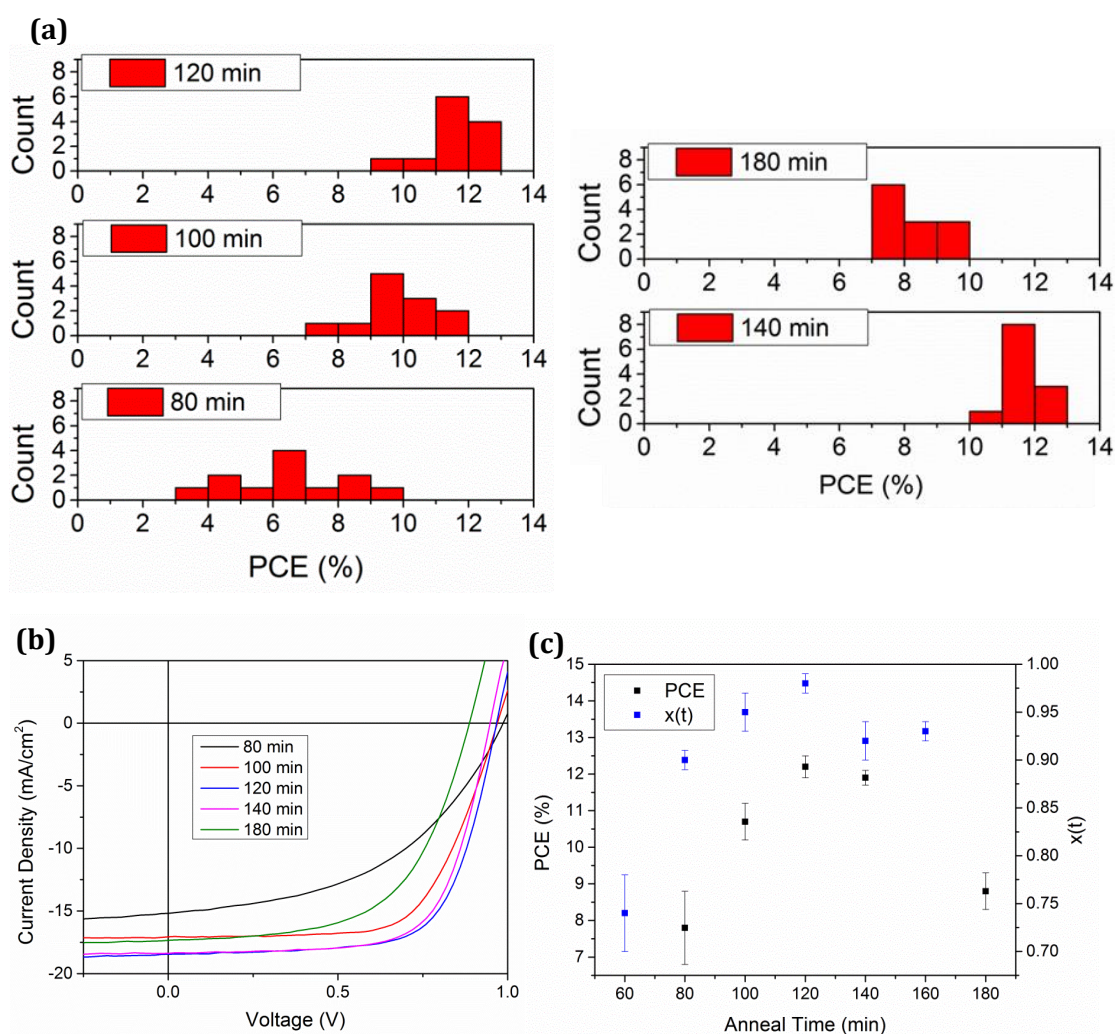 (a)
120 min
Count
8
6
4
2
0
0 2 4 6 8 10 12 14
100 min
Count
8
6
4
2
0
0 2 4 6 8 10 12 14
80 min
Count
8
6
4
2
0
0 2 4 6 8 10 12 14
PCE (%)
180 min
Count
8
6
4
2
0
0 2 4 6 8 10 12 14
140 min
Count
8
6
4
2
0
0 2 4 6 8 10 12 14
PCE (%)
(b)
Current Density (mA/cm²)
5
0
-5
-10
-15
-20
80 min
100 min
120 min
140 min
180 min
0.0 0.5 1.0
Voltage (V)
(c)
PCE (%)
15
14
13
12
11
10
9
8
7
PCE
x(t)
1.00
0.95
0.90
0.85
0.80
0.75
0.70
x(t)
60 80 100 120 140 160 180
Anneal Time (min)